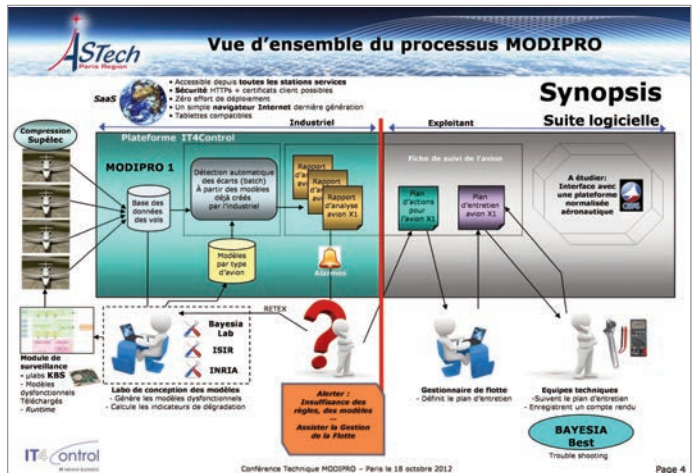 ASTech
Paris Region
Vue d'ensemble du processus MODIPRO
SaaS
• Accessible depuis toutes les stations services
• Sécurité HTTPs + certificats client possibles
• Zéro effort de déploiement
• Un simple navigateur Internet dernière génération
• Tablettes compatibles
Synopsis
Suite logicielle
Industriel
Exploitant
Compression
Supélec
Plateforme IT4Control
MODIPRO 1
Base des
données
des vols
Détection automatique
des écarts (batch)
À partir des modèles
déjà créés
par l'industriel
Modèles
par type
d'avion
Rapport
Rapport
Rapport
d'analyse
avion X1
Alarmes
Fiche de suivi de l'avion
Plan
d'actions
pour
l'avion X1
Plan
d'entretien
avion X1
A étudier:
Interface avec
une plateforme
normalisée
aéronautique
RETEX
Module de
surveillance
• µlabs KBS
- Modèles
dysfonctionnels
Téléchargés
- Runtime
Bayesia
Lab
ISIR
INRIA
Labo de conception des modèles
- Génère les modèles dysfonctionnels
- Calcule les indicateurs de dégradation
Alerter :
Insuffisance des
règles, des modèles
...
Assister la Gestion
de la Flotte
Gestionnaire de flotte
- Définit le plan d'entretien
Equipes techniques
-Suivent le plan d'entretien
- Enregistrent un compte rendu
BAYESIA
Best
Trouble shooting
IT4Control
Conférence Technique MODIPRO – Paris le 18 octobre 2012
Page 4